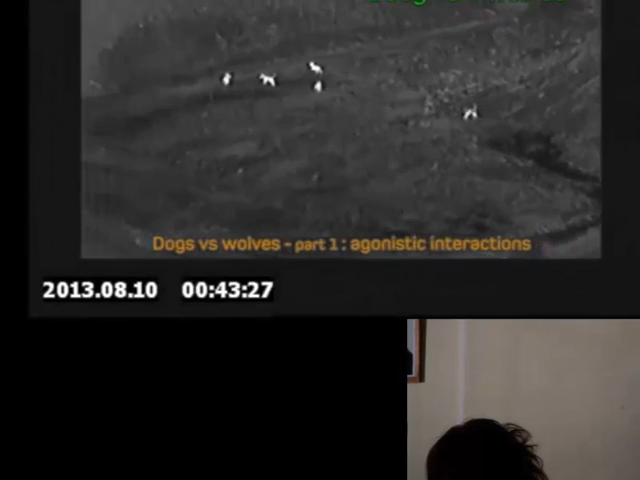 Dogs vs wolves - part 1 : agonistic interactions
2013.08.10 00:43:27